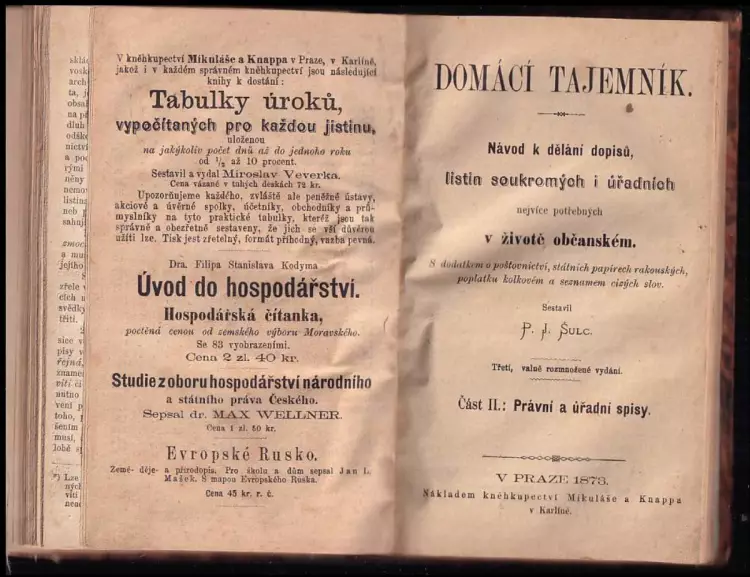 V kněhkupectví Mikuláše a Knappa v Praze, v Karlíně,
jakož i v každém správném kněhkupectví jsou následující
knihy k dostání:
Tabulky úroků,
vypočítaných pro každou jistinu,
uloženou
na jakýkoliv počet dnů až do jednoho roku
od ½ až 10 procent.
Sestavil a vydal Miroslav Veverka.
Cena vázané v tuhých deskách 72 kr.
Upozorňujeme každého, zvláště ale peněžné ústavy,
akciové a úvěrné spolky, účetníky, obchodníky a prů-
myslníky na tyto praktické tabulky, kteréž jsou tak
správně a obezřetně sestaveny, že jich se vší důvěrou
užíti lze. Tisk jest zřetelný, formát příhodný, vazba pevná.
Dra. Filipa Stanislava Kodyma
Úvod do hospodářství.
Hospodářská čítanka,
poctěná cenou od zemského výboru Moravského.
Se 83 vyobrazeními.
Cena 2 zl. 40 kr.
Studie z oboru hospodářství národního
a státního práva Českého.
Sepsal dr. MAX WELLNER.
Cena 1 zl. 60 kr.
Evropské Rusko.
Země- děje- a přírodopis. Pro školu a dům sepsal Jan L.
Mašek. S mapou Evropského Ruska.
Cena 45 kr. r. č.
DOMÁCÍ TAJEMNÍK.
Návod k dělání dopisů,
listin soukromých i úřadních
nejvíce potřebných
v životě občanském.
S dodatkem o poštovnictví, státních papírech rakouských,
poplatku kolkovém a seznamem cizých slov.
Sestavil
P. J. ŠULC.
Třetí, valně rozmnožené vydání.
Část II.: Právní a úřadní spisy.
V PRAZE 1873.
Nákladem kněhkupectví Mikuláše a Knappa
v Karlíně.